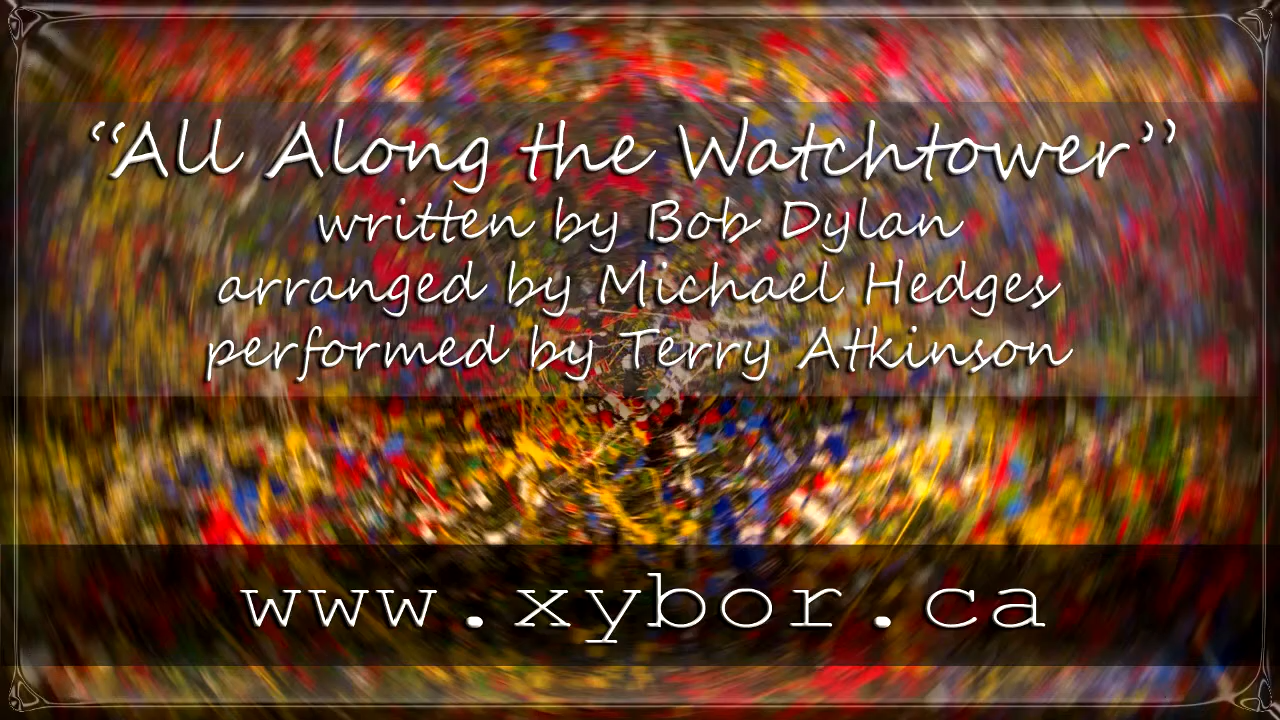 “All Along the Watchtower”
written by Bob Dylan
arranged by Michael Hedges
performed by Terry Atkinson
www.xybor.ca